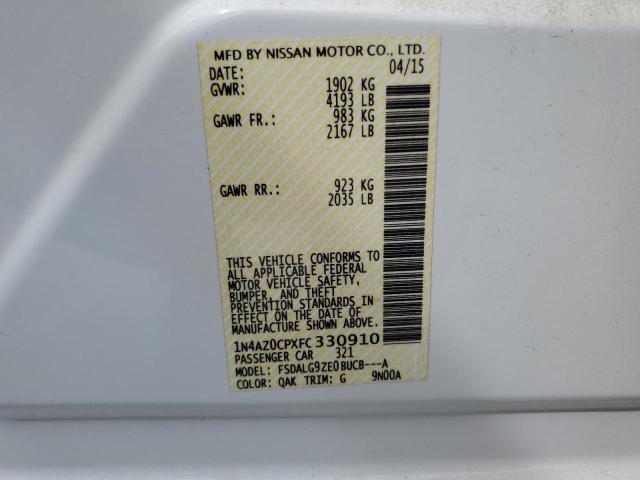 MFD BY NISSAN MOTOR CO., LTD.
DATE: 04/15
GVWR: 1902 KG
4193 LB
GAWR FR.: 983 KG
2167 LB
GAWR RR.: 923 KG
2035 LB
THIS VEHICLE CONFORMS TO
ALL APPLICABLE FEDERAL
MOTOR VEHICLE SAFETY,
BUMPER, AND THEFT
PREVENTION STANDARDS IN
EFFECT ON THE DATE OF
MANUFACTURE SHOWN ABOVE.
1N4AZ0CPXFC330910
PASSENGER CAR 321
MODEL: FSDALG9ZE0BUCB---A
COLOR: QAK TRIM: G 9N00A